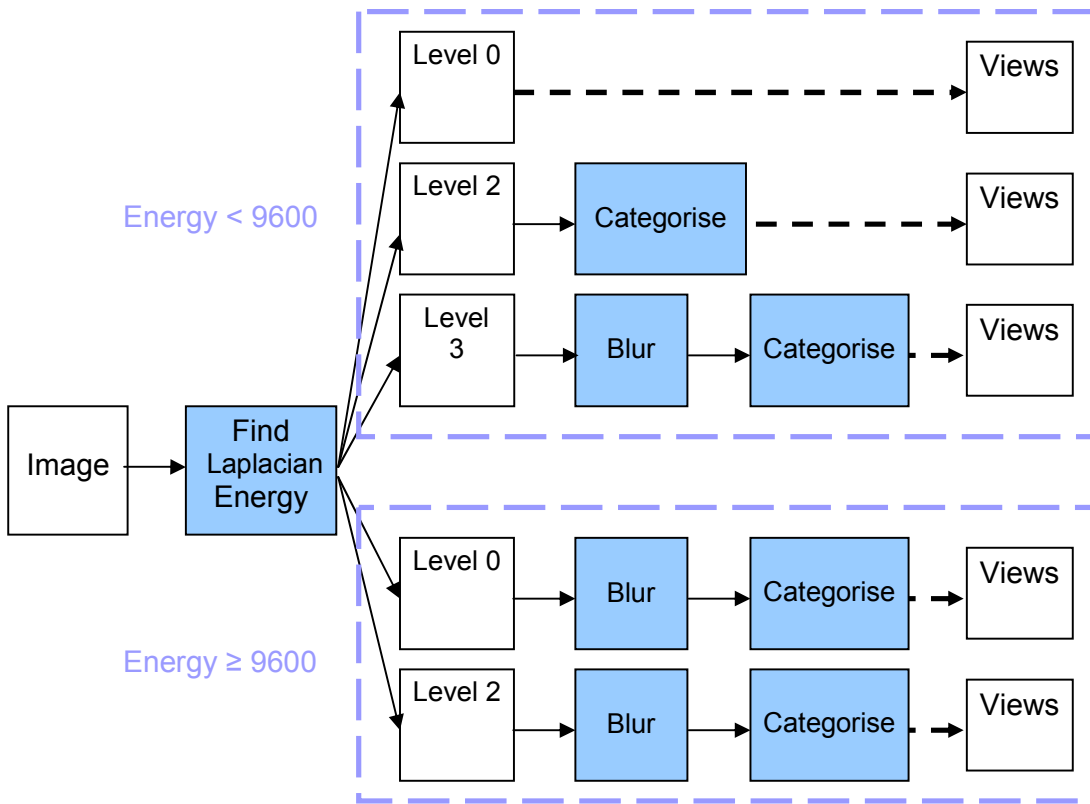 Level 0
Views
Energy < 9600
Level 2
Categorise
Views
Level
3
Blur
Categorise
Views
Image
Find
Laplacian
Energy
Level 0
Blur
Categorise
Views
Energy ≥ 9600
Level 2
Blur
Categorise
Views